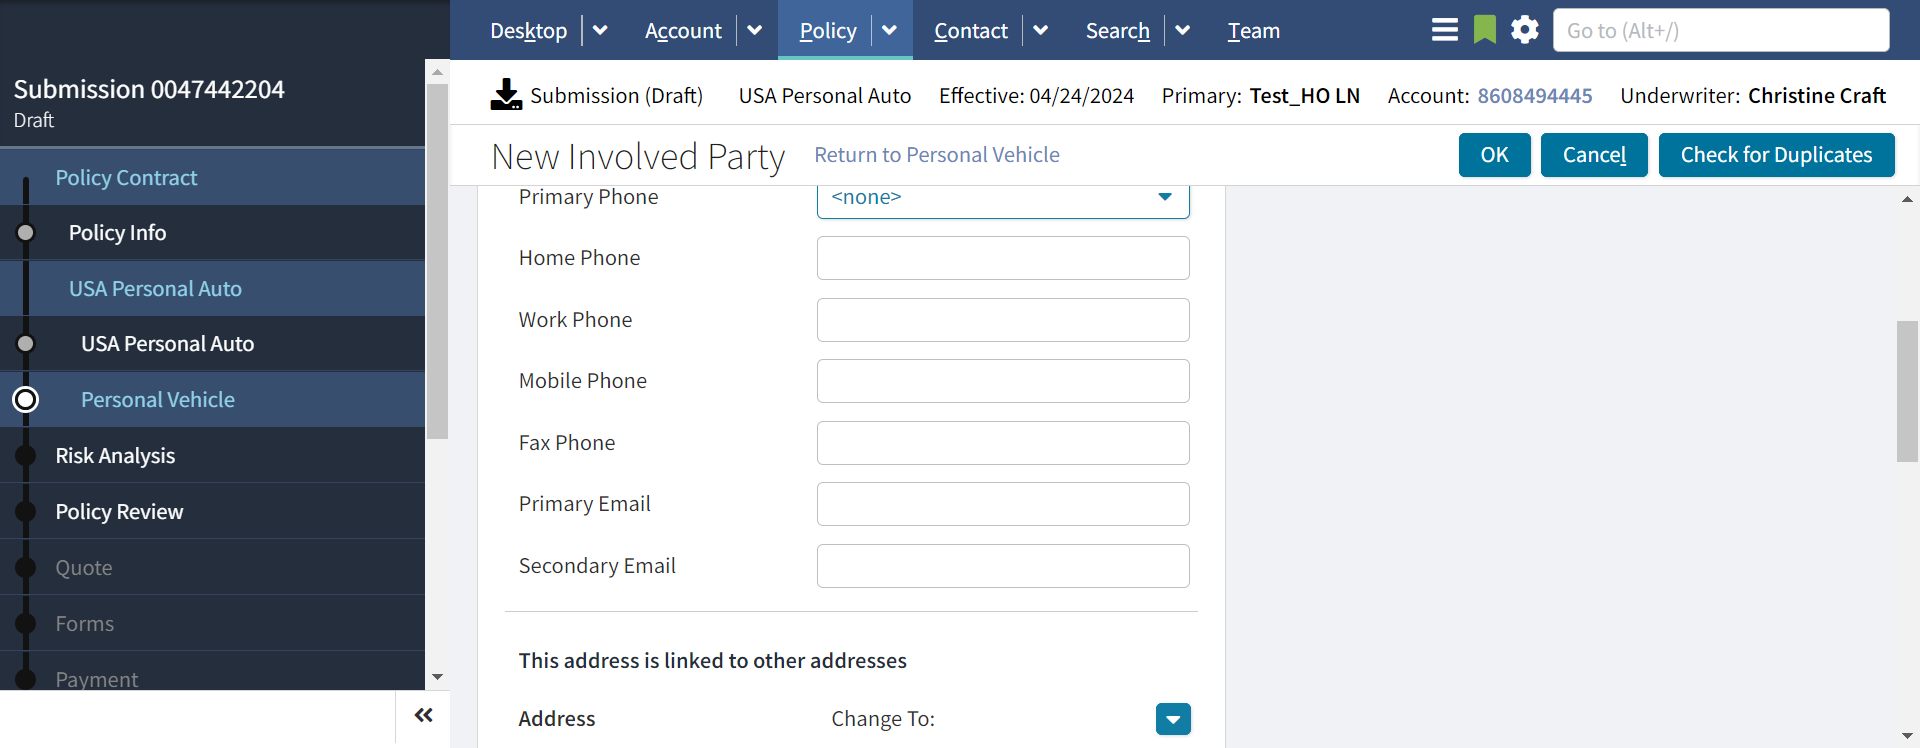 Desktop
Account
Policy
Contact
Search
Team
Go to (Alt+/)
Submission 0047442204
Draft
Submission (Draft) USA Personal Auto Effective: 04/24/2024 Primary: Test_HO LN Account: 8608494445 Underwriter: Christine Craft
New Involved Party
Return to Personal Vehicle
OK
Cancel
Check for Duplicates
Policy Contract
Policy Info
USA Personal Auto
USA Personal Auto
Personal Vehicle
Risk Analysis
Policy Review
Quote
Forms
Payment
Primary Phone <none>
Home Phone
Work Phone
Mobile Phone
Fax Phone
Primary Email
Secondary Email
This address is linked to other addresses
Address Change To: